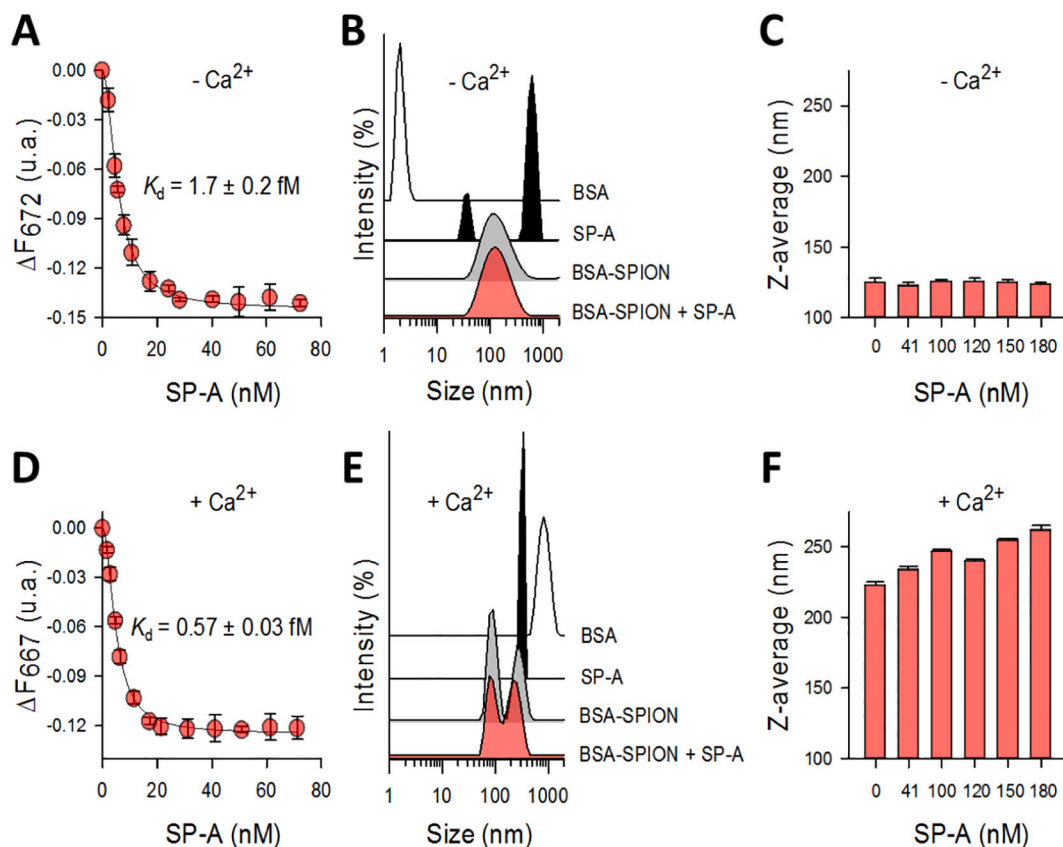 A
- Ca2+
0.00
-0.03
-0.06
-0.09
-0.12
-0.15
ΔF672 (u.a.)
Kd = 1.7 ± 0.2 fM
0 20 40 60 80
SP-A (nM)
B
- Ca2+
Intensity (%)
BSA
SP-A
BSA-SPION
BSA-SPION + SP-A
1 10 100 1000
Size (nm)
C
- Ca2+
250
200
150
100
Z-average (nm)
0 41 100 120 150 180
SP-A (nM)
D
+ Ca2+
0.00
-0.03
-0.06
-0.09
-0.12
ΔF667 (u.a.)
Kd = 0.57 ± 0.03 fM
0 20 40 60 80
SP-A (nM)
E
+ Ca2+
Intensity (%)
BSA
SP-A
BSA-SPION
BSA-SPION + SP-A
1 10 100 1000
Size (nm)
F
+ Ca2+
250
200
150
100
Z-average (nm)
0 41 100 120 150 180
SP-A (nM)